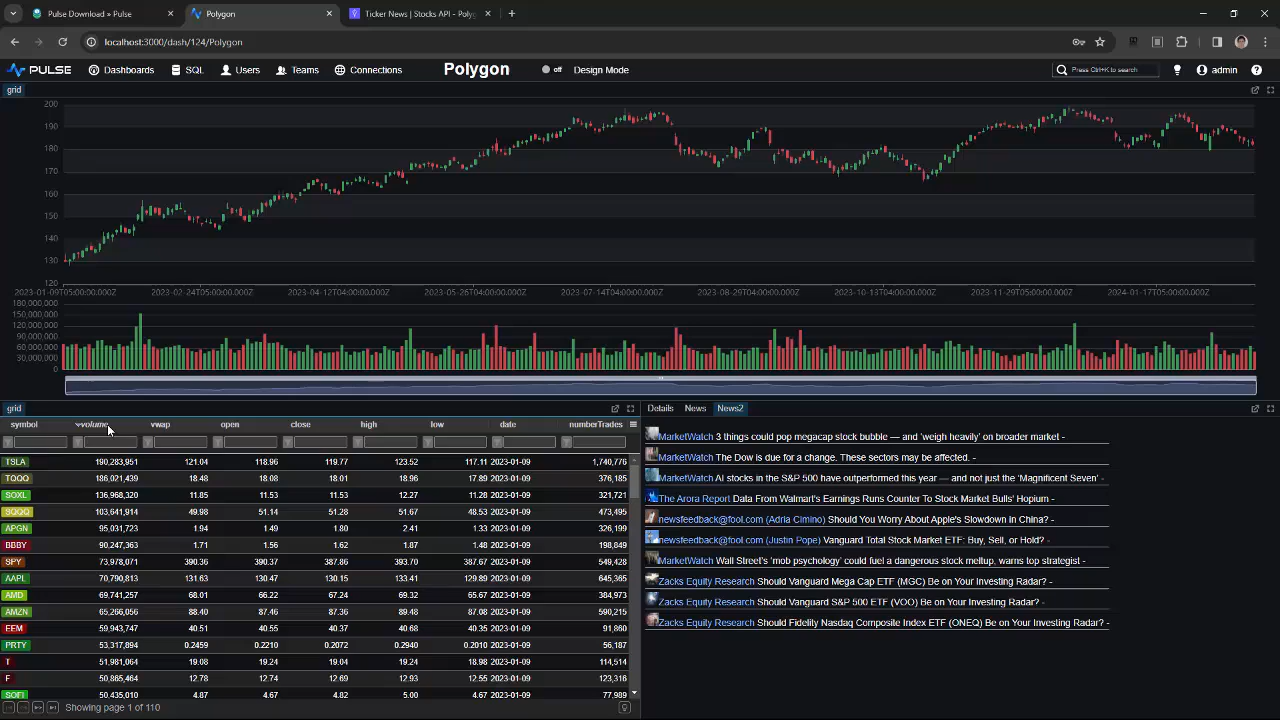 Pulse Download » Pulse
Polygon
Ticker News | Stocks API - Polyg
localhost:3000/dash/124/Polygon
PULSE Dashboards SQL Users Teams Connections Polygon off Design Mode Press Ctrl+K to search admin
grid
200
190
180
170
160
150
140
130
120
2023-01-09T05:00:00.000Z 2023-02-24T05:00:00.000Z 2023-04-12T04:00:00.000Z 2023-05-26T04:00:00.000Z 2023-07-14T04:00:00.000Z 2023-08-29T04:00:00.000Z 2023-10-13T04:00:00.000Z 2023-11-29T05:00:00.000Z 2024-01-17T05:00:00.000Z
180,000,000
150,000,000
120,000,000
90,000,000
60,000,000
30,000,000
0
grid
symbol volume vwap open close high low date numberTrades
TSLA 190,283,951 121.04 118.96 119.77 123.52 117.11 2023-01-09 1,740,776
TQQQ 186,021,439 18.48 18.08 18.01 18.96 17.89 2023-01-09 376,185
SOXL 136,968,320 11.85 11.53 11.53 12.27 11.28 2023-01-09 321,721
SQQQ 103,641,914 49.98 51.14 51.28 51.67 48.53 2023-01-09 473,495
APGN 95,031,723 1.94 1.49 1.80 2.41 1.33 2023-01-09 326,199
BBBY 90,247,363 1.71 1.56 1.62 1.87 1.48 2023-01-09 198,849
SPY 73,978,071 390.36 390.37 387.86 393.70 387.67 2023-01-09 549,428
AAPL 70,790,813 131.63 130.47 130.15 133.41 129.89 2023-01-09 645,365
AMD 69,741,257 68.01 66.22 67.24 69.32 66.37 2023-01-09 384,973
AMZN 65,266,056 88.40 87.46 87.36 89.48 87.08 2023-01-09 590,215
EEM 59,943,747 40.51 40.55 40.37 40.68 40.35 2023-01-09 91,860
PRTY 53,317,894 0.2459 0.2210 0.2072 0.2940 0.2010 2023-01-09 56,187
T 51,981,064 19.08 19.24 19.04 19.24 18.98 2023-01-09 114,514
F 50,865,464 12.78 12.74 12.69 12.93 12.55 2023-01-09 123,316
SOFI 50,435,010 4.87 4.67 4.82 5.00 4.67 2023-01-09 77,989
Showing page 1 of 110
Details News News2
MarketWatch 3 things could pop megacap stock bubble — and 'weigh heavily' on broader market -
MarketWatch The Dow is due for a change. These sectors may be affected. -
MarketWatch AI stocks in the S&P 500 have outperformed this year — and not just the 'Magnificent Seven' -
The Arora Report Data From Walmart's Earnings Runs Counter To Stock Market Bulls' Hopium -
newsfeedback@fool.com (Adria Cimino) Should You Worry About Apple's Slowdown in China? -
newsfeedback@fool.com (Justin Pope) Vanguard Total Stock Market ETF: Buy, Sell, or Hold? -
MarketWatch Wall Street's 'mob psychology' could fuel a dangerous stock meltup, warns top strategist -
Zacks Equity Research Should Vanguard Mega Cap ETF (MGC) Be on Your Investing Radar? -
Zacks Equity Research Should Vanguard S&P 500 ETF (VOO) Be on Your Investing Radar? -
Zacks Equity Research Should Fidelity Nasdaq Composite Index ETF (ONEQ) Be on Your Investing Radar? -